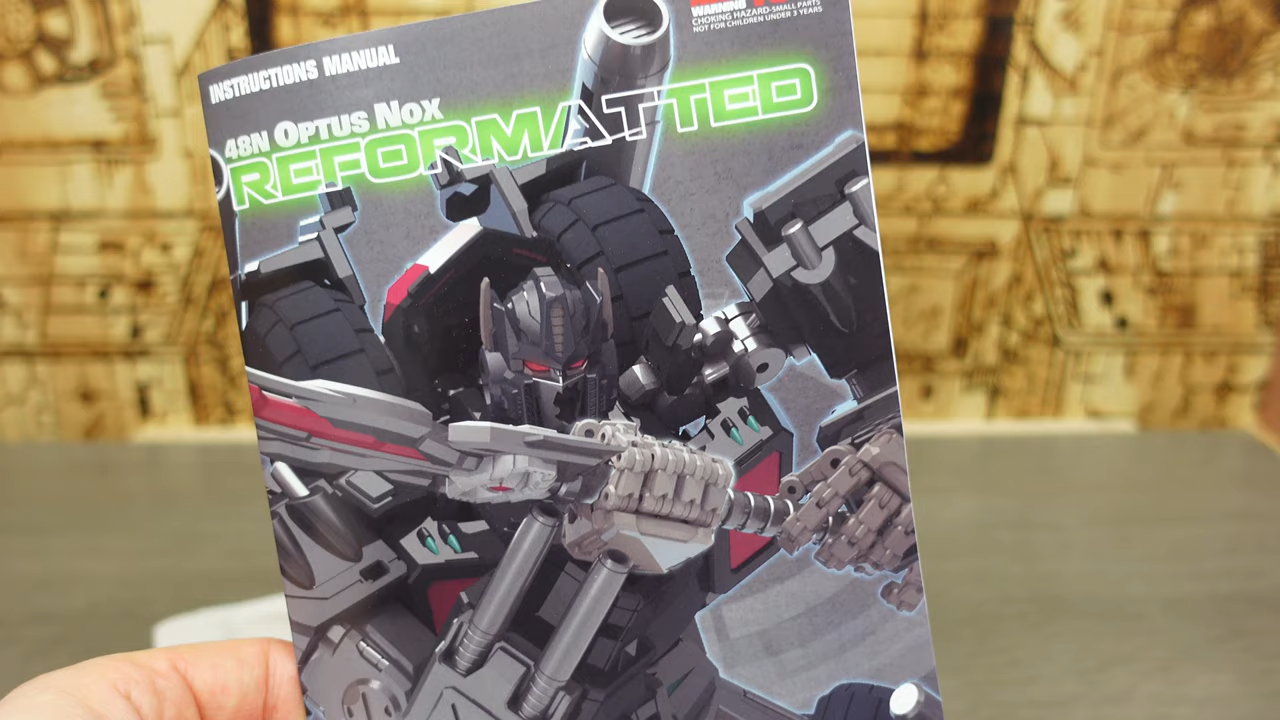 WARNING
CHOKING HAZARD-SMALL PARTS
NOT FOR CHILDREN UNDER 3 YEARS
INSTRUCTIONS MANUAL
48N OPTUS NOX
REFORMATTED